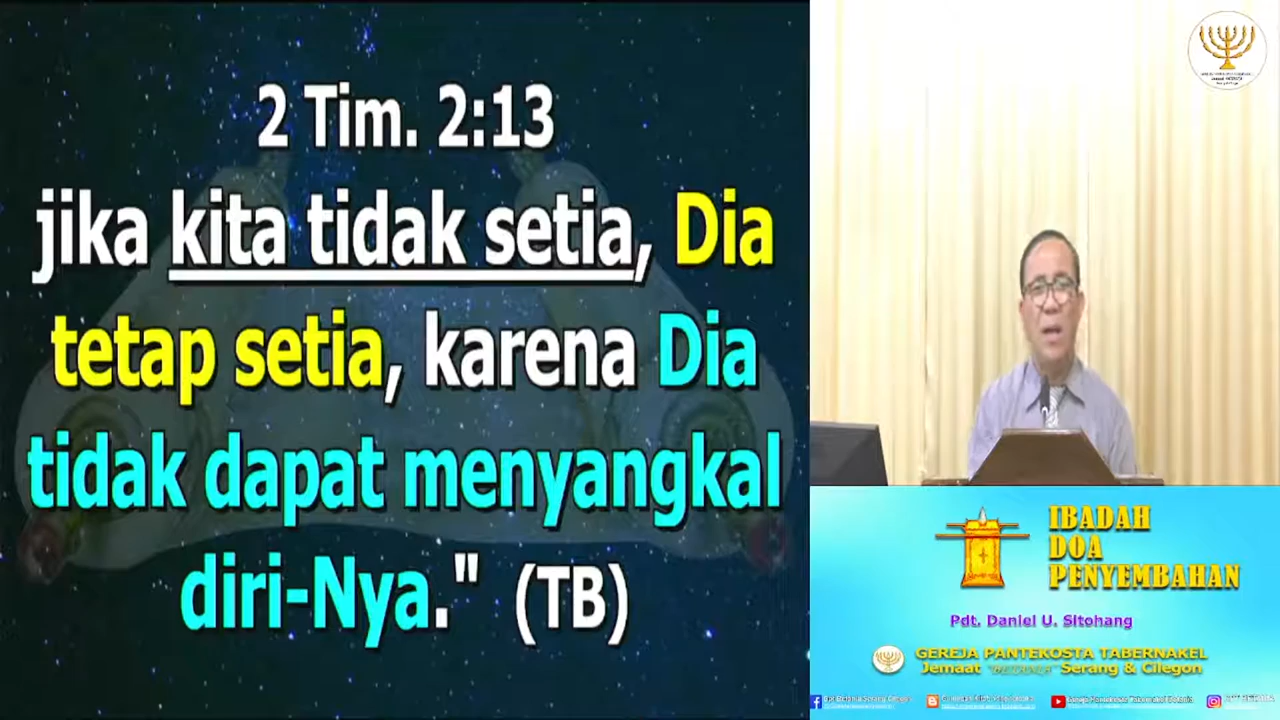 2 Tim. 2:13
jika kita tidak setia, Dia
tetap setia, karena Dia
tidak dapat menyangkal
diri-Nya." (TB)
IBADAH
DOA
PENYEMBAHAN
Pdt. Daniel U. Sitohang
GEREJA PANTEKOSTA TABERNAKEL
Jemaat "BETHANIA" Serang & Cilegon